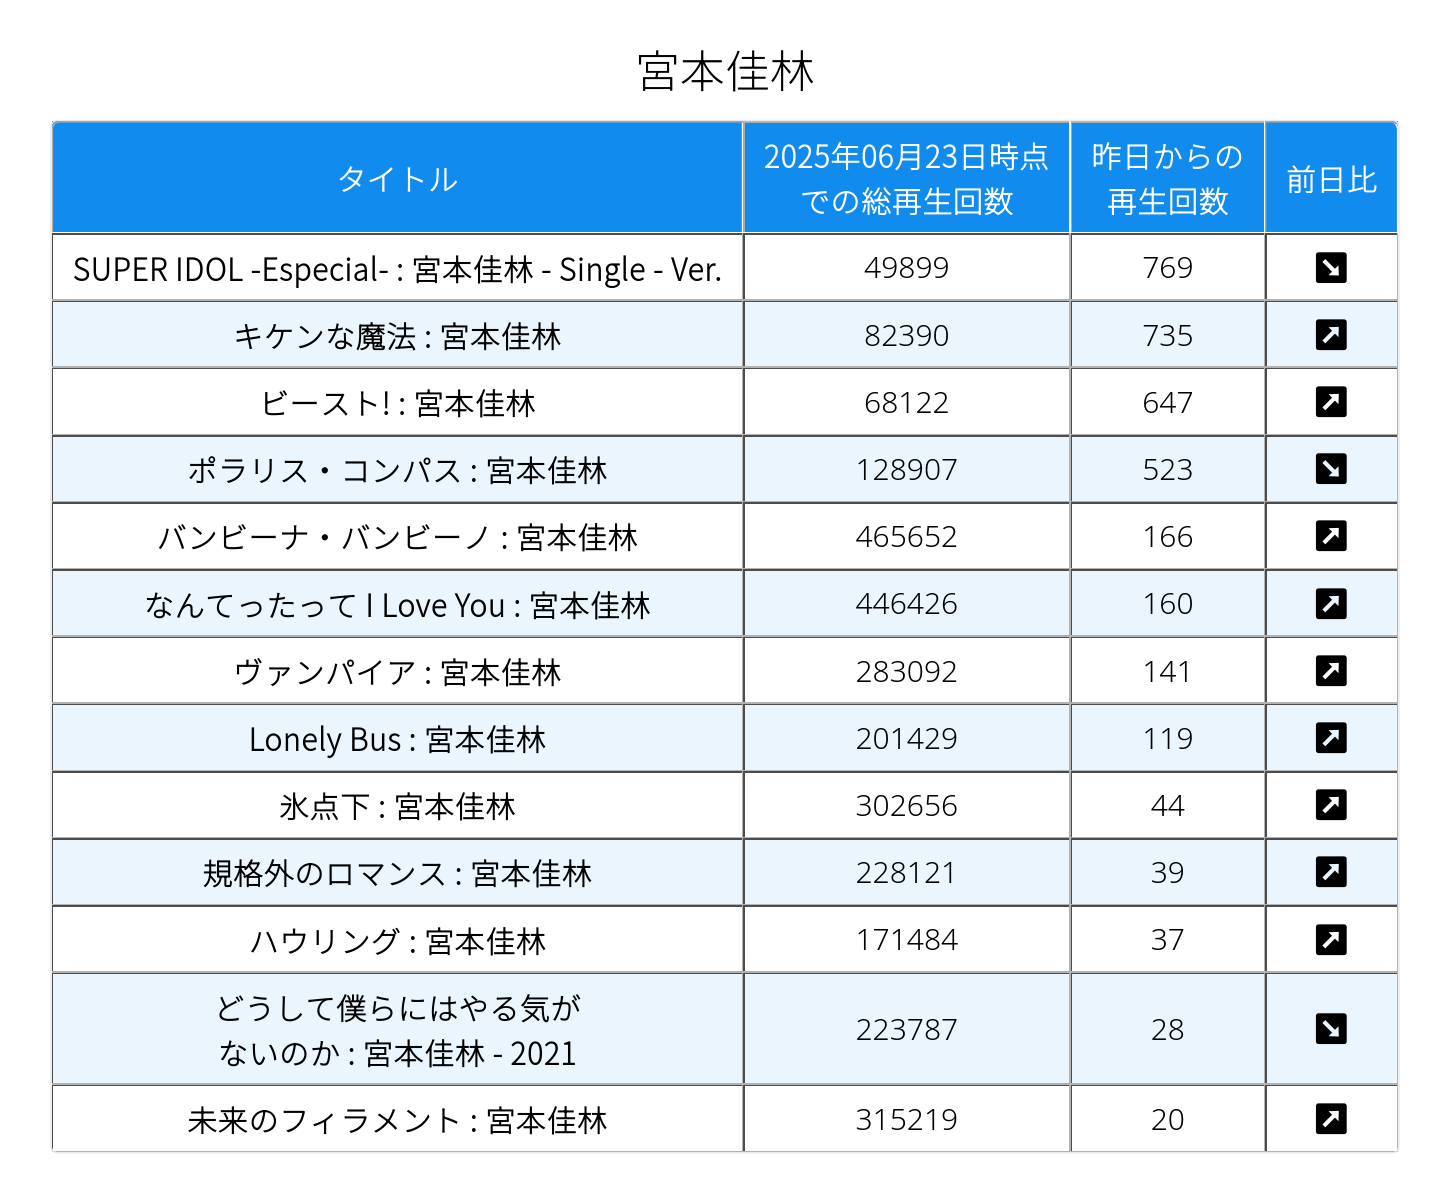 宮本佳林
タイトル
2025年06月23日時点
での総再生回数
昨日からの
再生回数
前日比
SUPER IDOL -Especial- : 宮本佳林 - Single - Ver. 49899 769 ↘
キケンな魔法 : 宮本佳林 82390 735 ↗
ビースト! : 宮本佳林 68122 647 ↗
ポラリス・コンパス : 宮本佳林 128907 523 ↘
バンビーナ・バンビーノ : 宮本佳林 465652 166 ↗
なんてったって I Love You : 宮本佳林 446426 160 ↗
ヴァンパイア : 宮本佳林 283092 141 ↗
Lonely Bus : 宮本佳林 201429 119 ↗
氷点下 : 宮本佳林 302656 44 ↗
規格外のロマンス : 宮本佳林 228121 39 ↗
ハウリング : 宮本佳林 171484 37 ↗
どうして僕らにはやる気が
ないのか : 宮本佳林 - 2021 223787 28 ↘
未来のフィラメント : 宮本佳林 315219 20 ↗